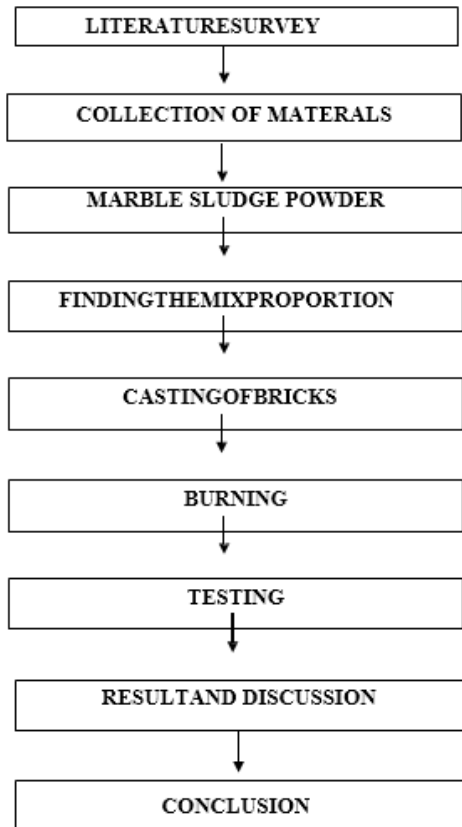 LITERATURESURVEY
COLLECTION OF MATERALS
MARBLE SLUDGE POWDER
FINDINGTHEMIXPROPORTION
CASTINGOFBRICKS
BURNING
TESTING
RESULTAND DISCUSSION
CONCLUSION